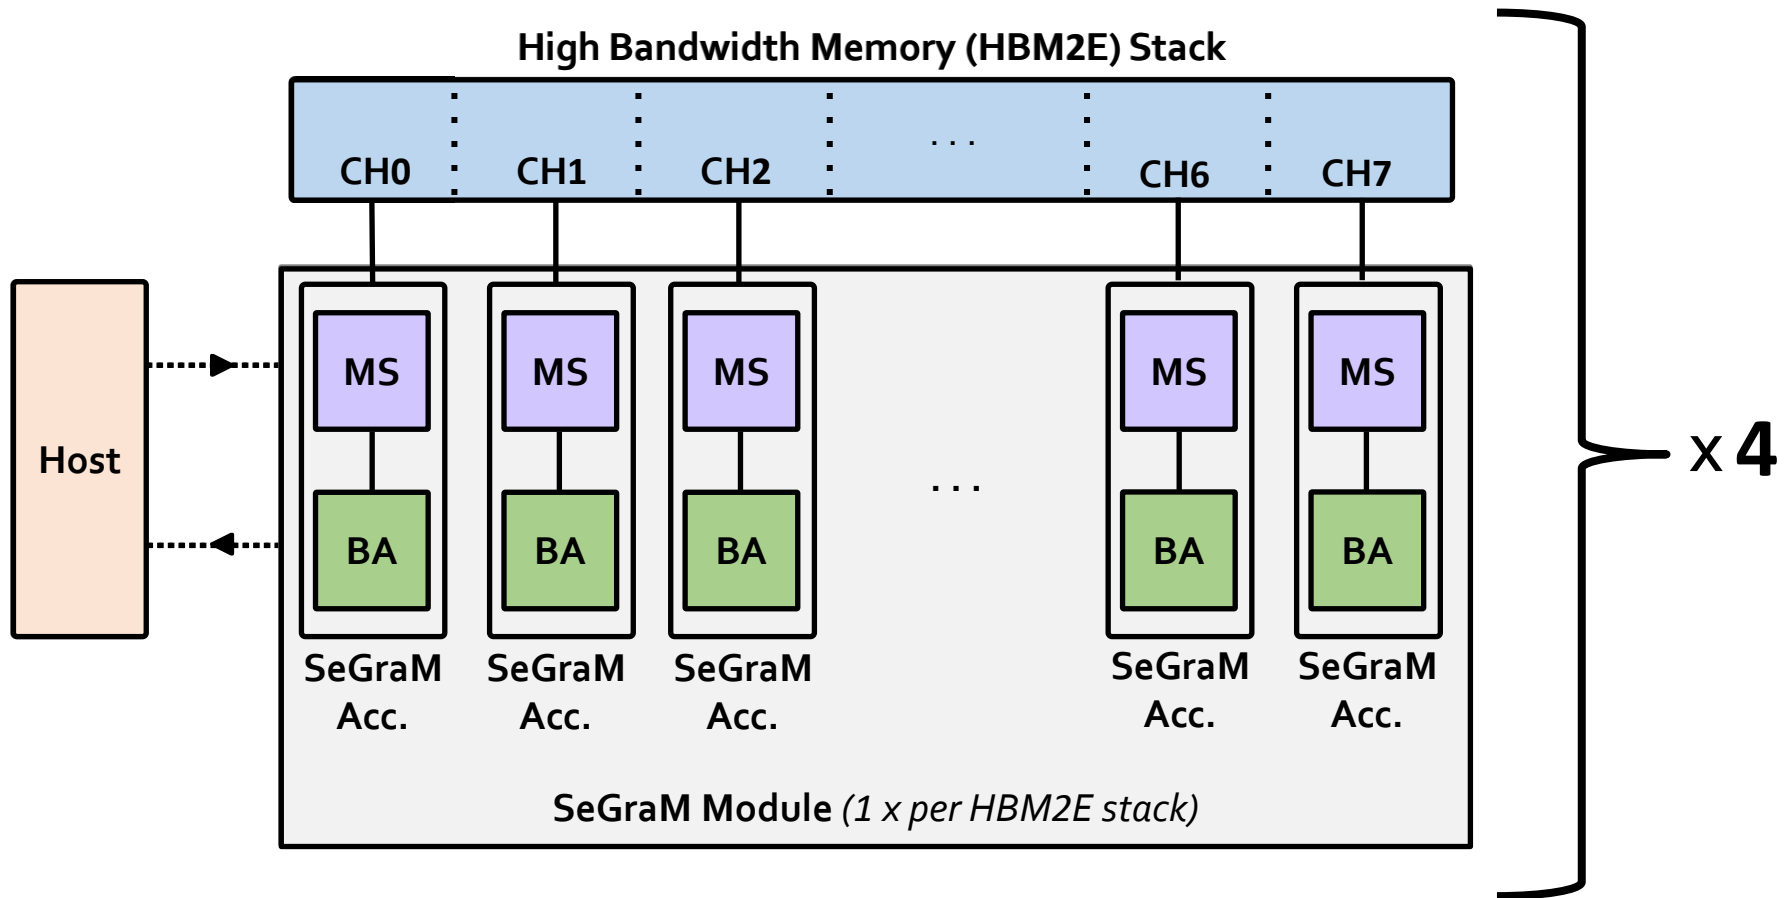 High Bandwidth Memory (HBM2E) Stack
CH0 CH1 CH2 . . . CH6 CH7
Host
MS MS MS MS MS
BA BA BA . . . BA BA
SeGraM Acc. SeGraM Acc. SeGraM Acc. SeGraM Acc. SeGraM Acc.
SeGraM Module (1 x per HBM2E stack)
x 4